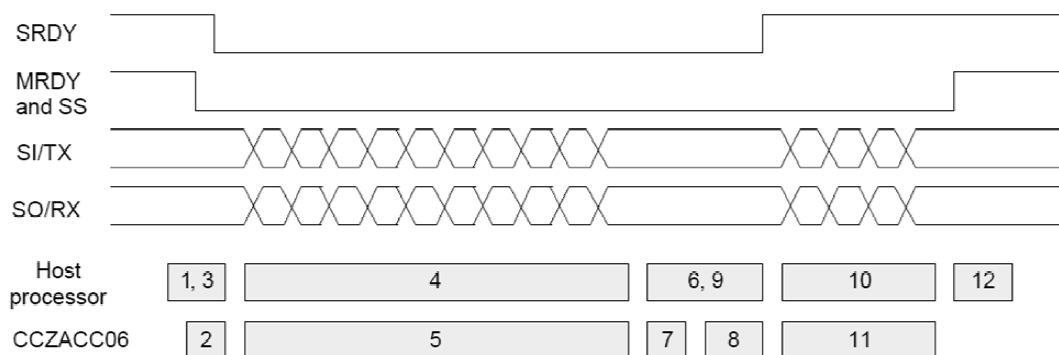 SRDY
MRDY
and SS
SI/TX
SO/RX
Host
processor
1, 3
4
6, 9
10
12
CCZACC06
2
5
7
8
11